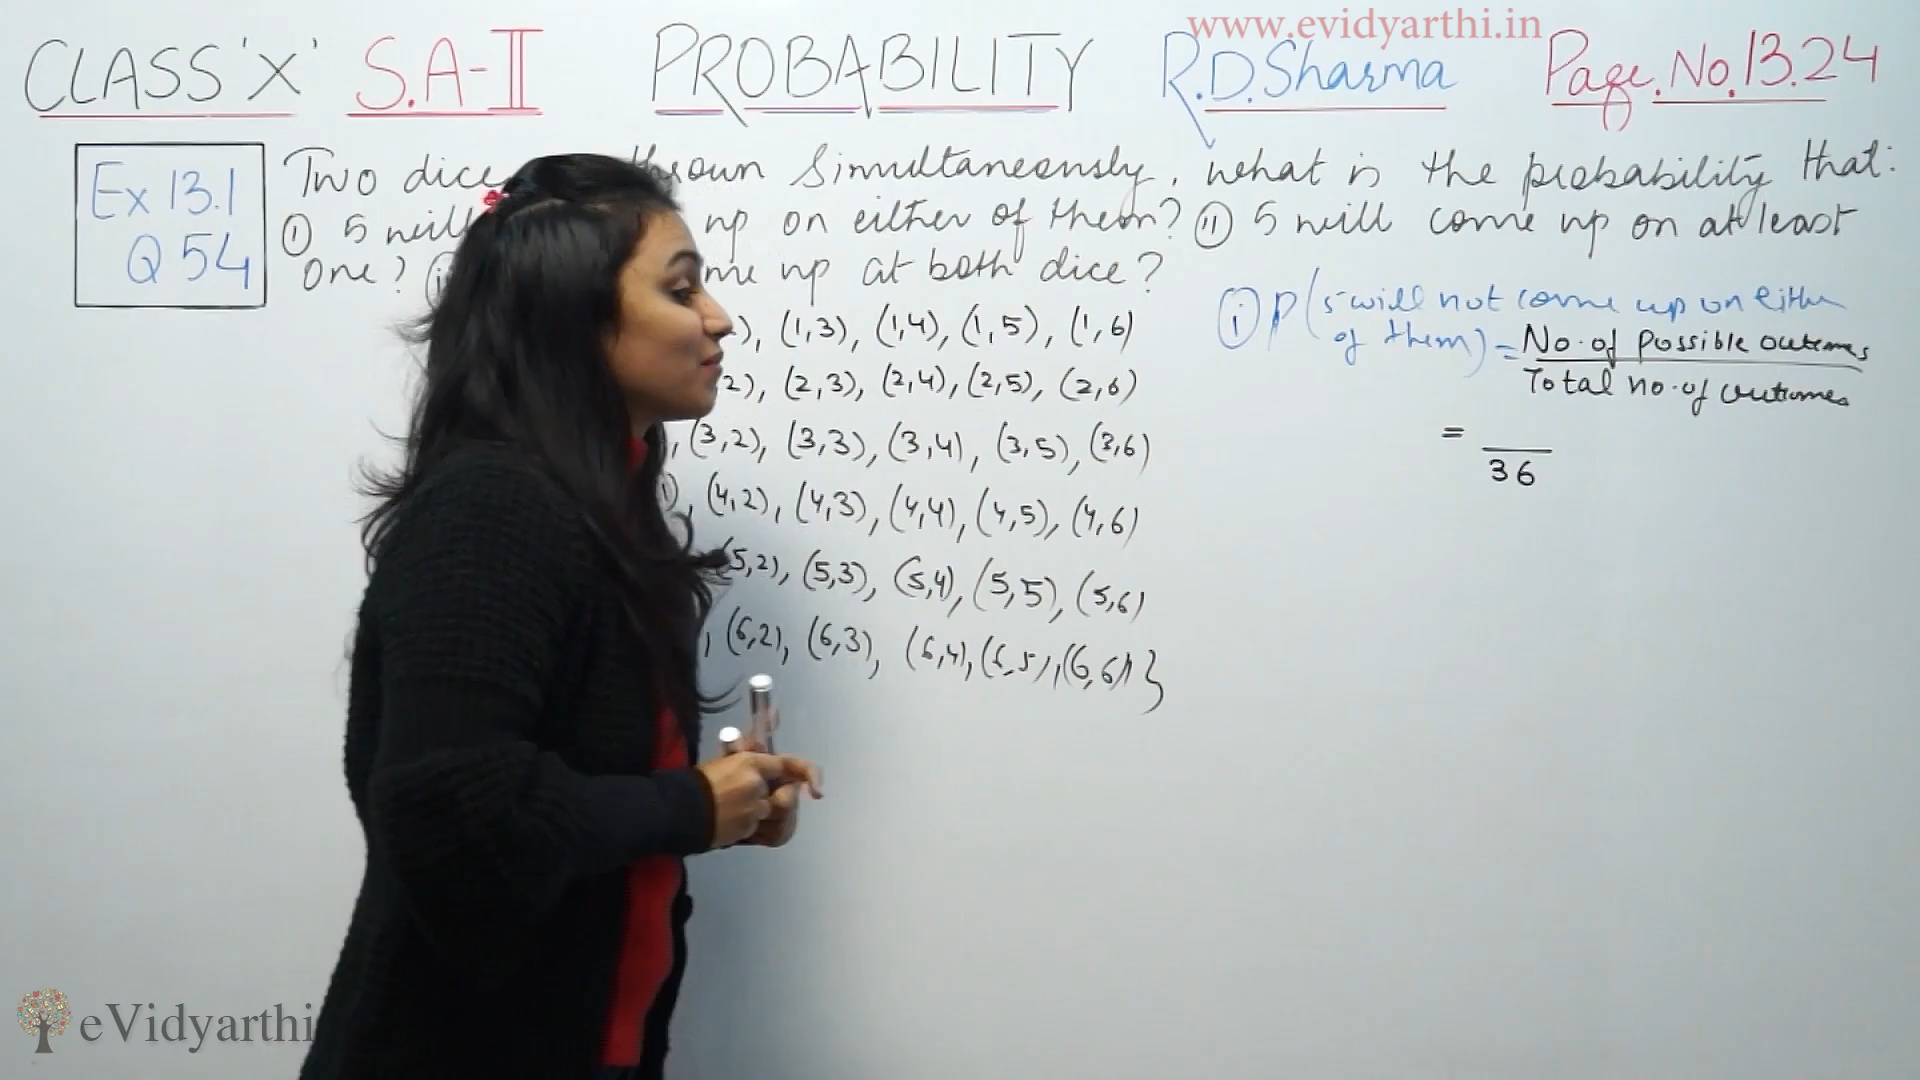 www.evidyarthi.in
CLASS 'X' S.A-II PROBABILITY R.D.Sharma Page.No.13.24
Ex 13.1
Q 54
Two dice thrown Simultaneously, what is the probability that:
(i) 5 will up on either of them? (ii) 5 will come up on at least
one? me up at both dice?
(1,3), (1,4), (1,5), (1,6)
2), (2,3), (2,4), (2,5), (2,6)
, (3,2), (3,3), (3,4), (3,5), (3,6)
), (4,2), (4,3), (4,4), (4,5), (4,6)
(5,2), (5,3), (5,4), (5,5), (5,6)
, (6,2), (6,3), (6,4), (6,5), (6,6) }
(i) P(5 will not come up on either
of them) = No. of possible outcomes
Total no. of outcomes
=
36
eVidyarthi